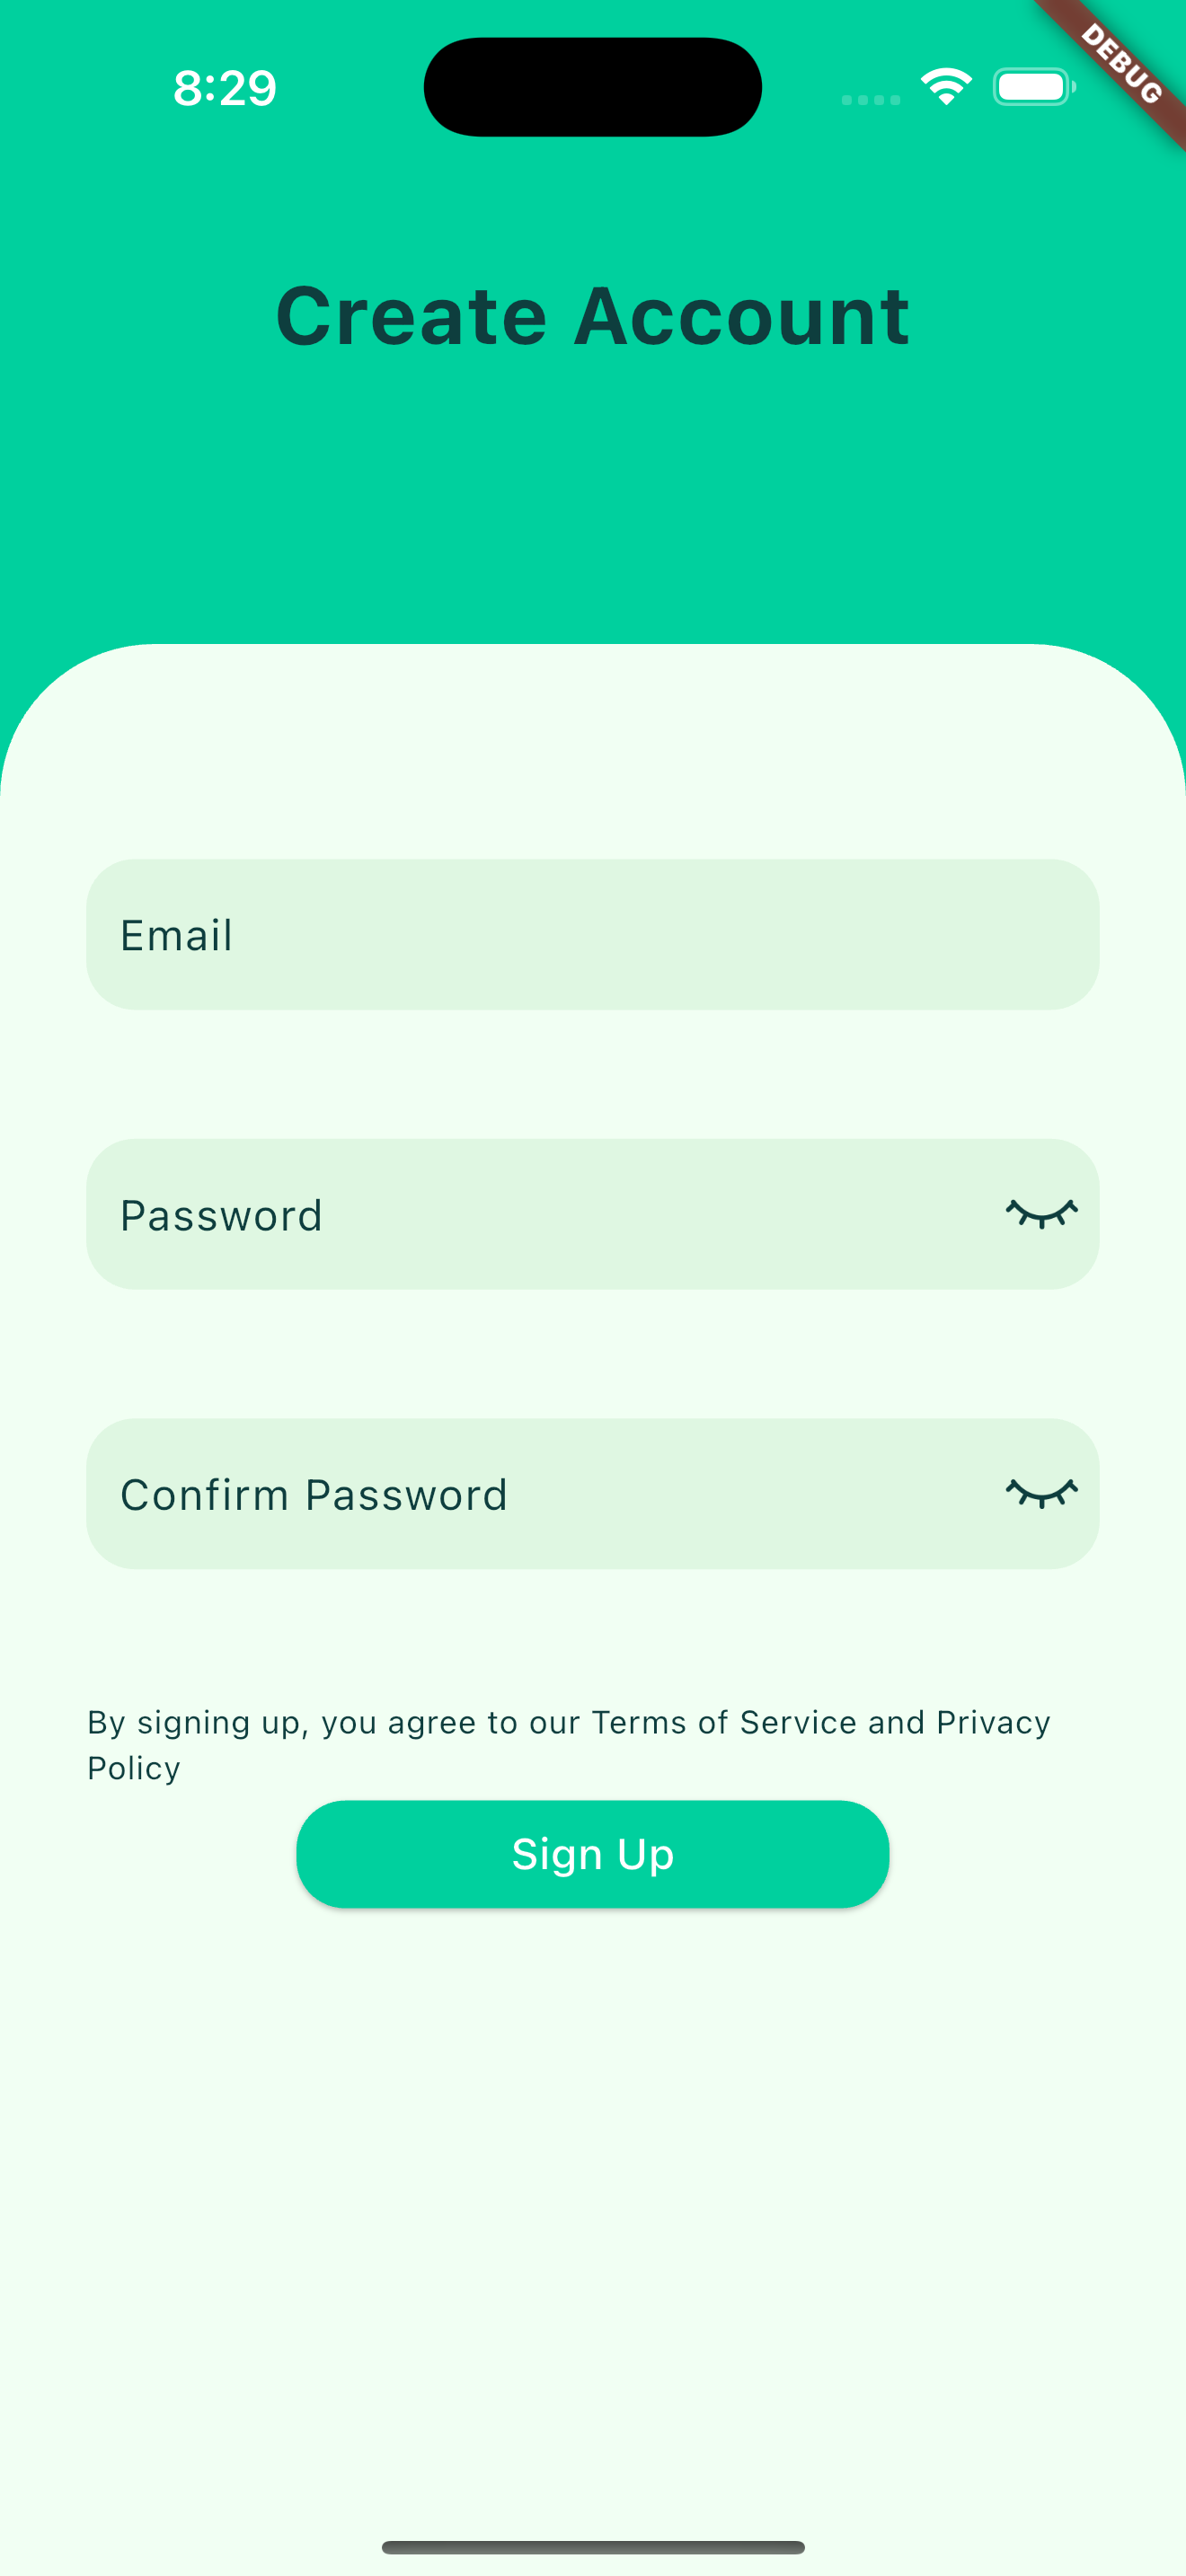 8:29
DEBUG
Create Account
Email
Password
Confirm Password
By signing up, you agree to our Terms of Service and Privacy
Policy
Sign Up